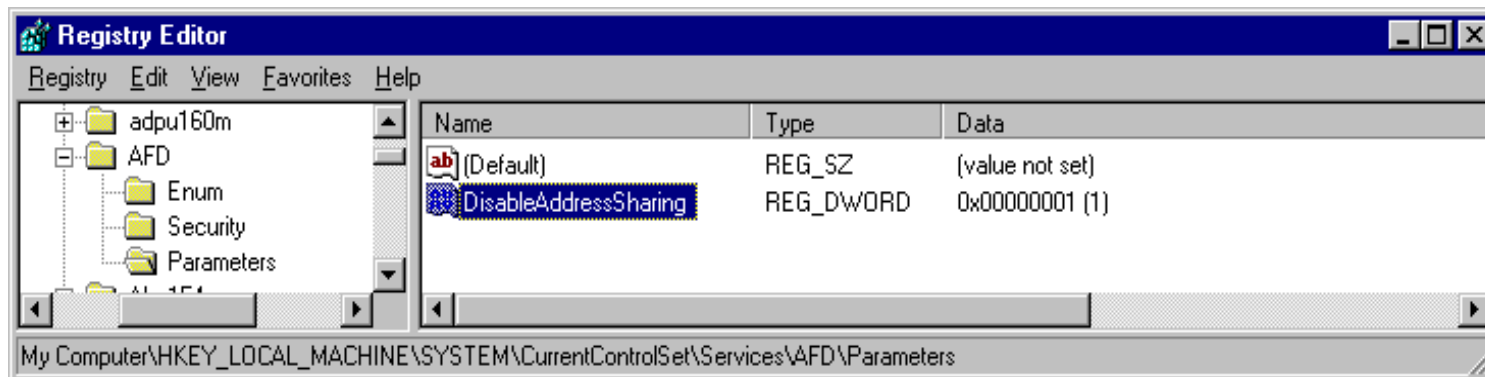 Registry Editor
Registry Edit View Favorites Help
adpu160m
AFD
Enum
Security
Parameters
Name Type Data
(Default) REG_SZ (value not set)
DisableAddressSharing REG_DWORD 0x00000001 (1)
My Computer\HKEY_LOCAL_MACHINE\SYSTEM\CurrentControlSet\Services\AFD\Parameters